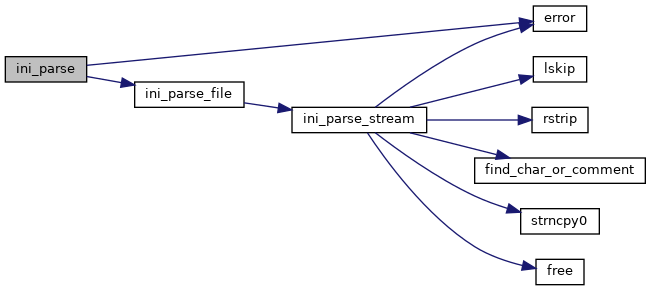 ini_parse
ini_parse_file
ini_parse_stream
error
lskip
rstrip
find_char_or_comment
strncpy0
free